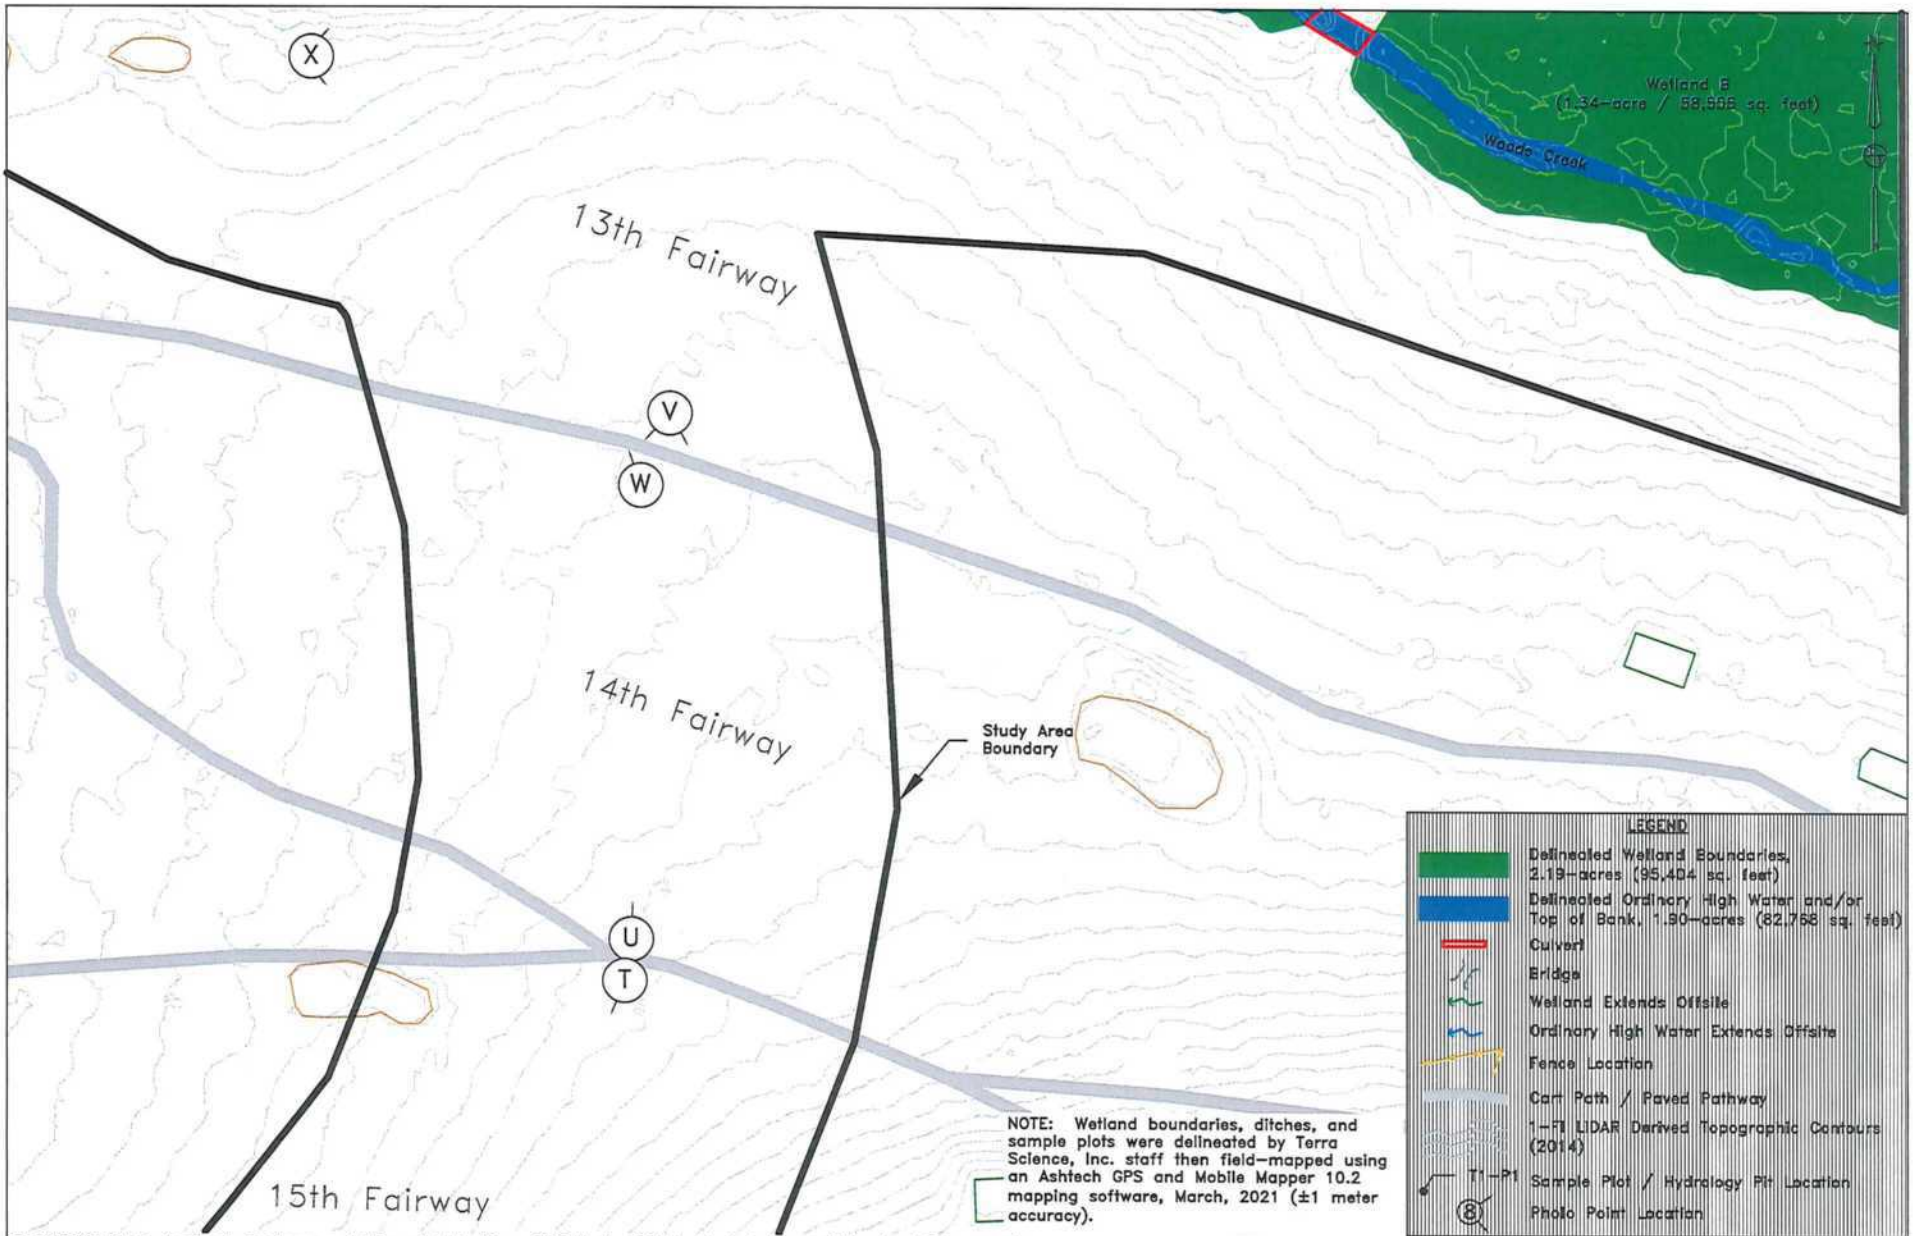 X
Wetland B
(1.34-acre / sq. feet)
Woods Creek
13th Fairway
V
W
14th Fairway
Study Area
Boundary
U
T
15th Fairway
NOTE: Wetland boundaries, ditches, and
sample plots were delineated by Terra
Science, Inc. staff then field-mapped using
an Ashtech GPS and Mobile Mapper 10.2
mapping software, March, 2021 (±1 meter
accuracy).
LEGEND
Delineated Wetland Boundaries,
2.19-acres (95,404 sq. feet)
Delineated Ordinary High Water and/or
Top of Bank, 1.90-acres (82,768 sq. feet)
Culvert
Bridge
Wetland Extends Offsite
Ordinary High Water Extends Offsite
Fence Location
Cart Path / Paved Pathway
1-Ft LIDAR Derived Topographic Contours
(2014)
T1-P1 Sample Plot / Hydrology Pit Location
8 Photo Point Location